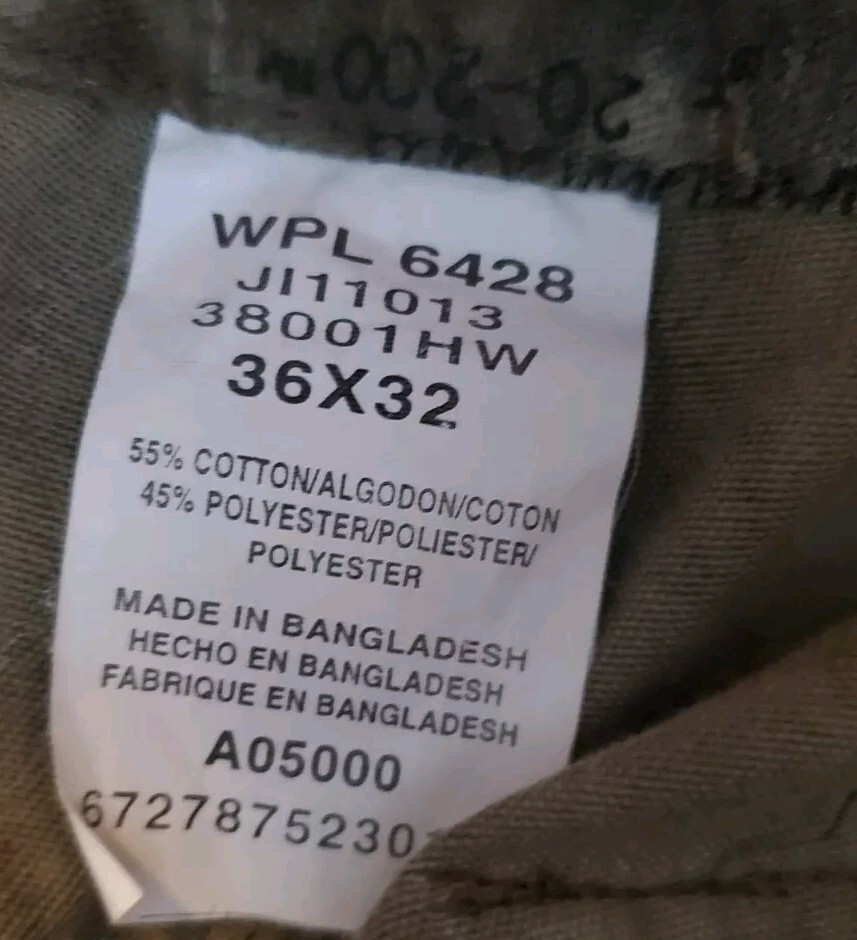 WPL 6428
JI11013
38001HW
36X32
55% COTTON/ALGODON/COTON
45% POLYESTER/POLIESTER/
POLYESTER
MADE IN BANGLADESH
HECHO EN BANGLADESH
FABRIQUE EN BANGLADESH
A05000
6727875230